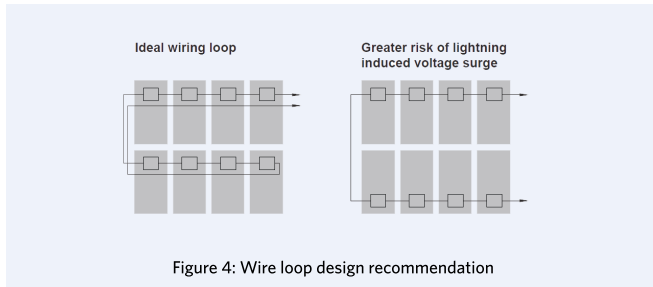 Ideal wiring loop
Greater risk of lightning
induced voltage surge
Figure 4: Wire loop design recommendation